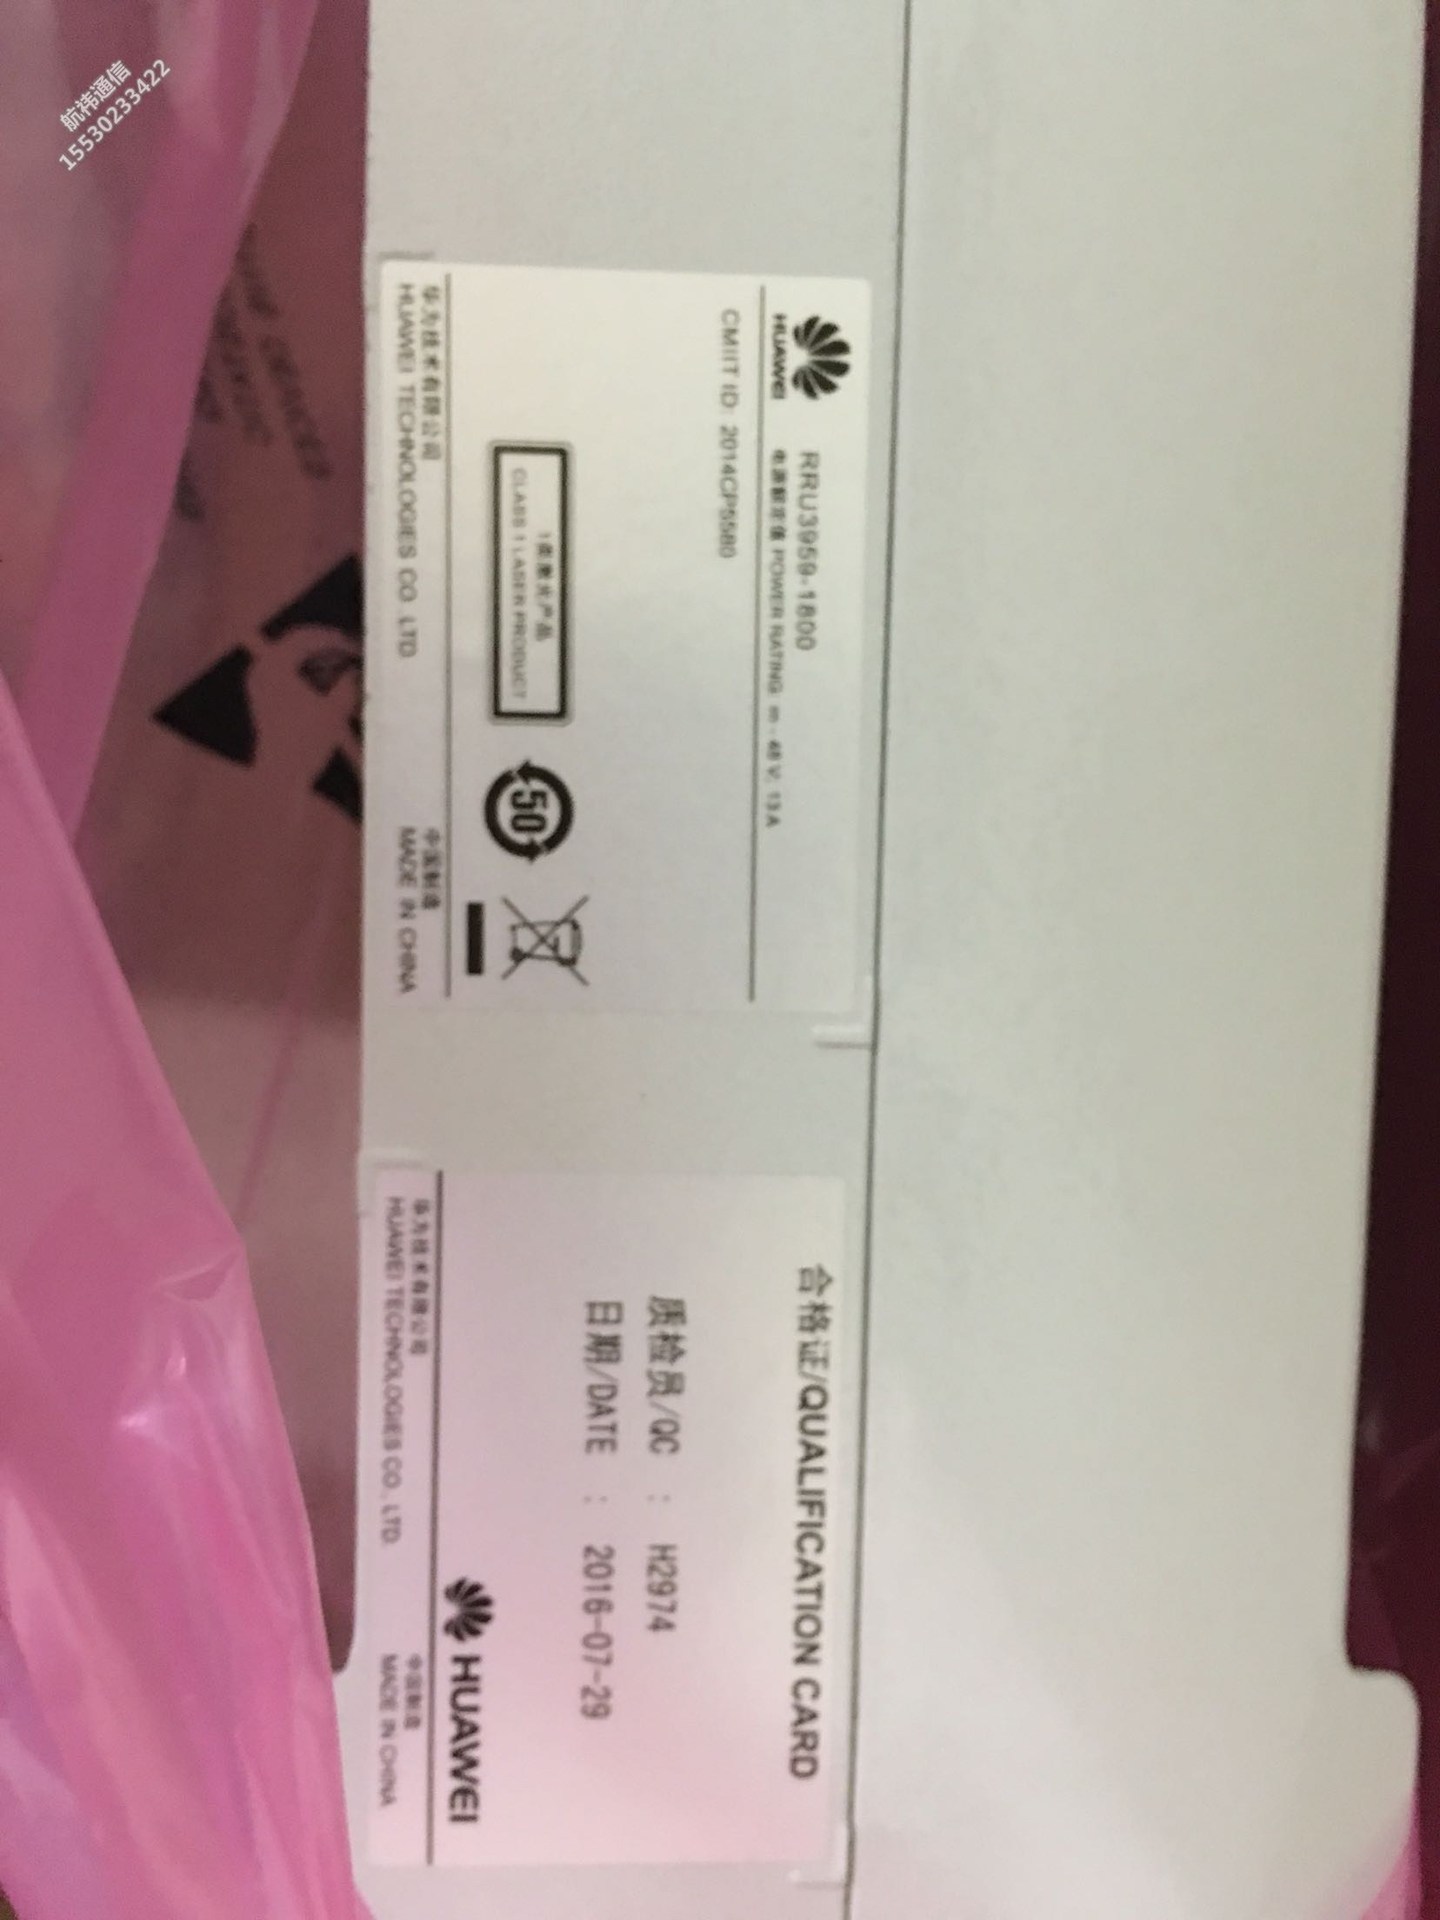 航祎通信
15530233422
HUAWEI
RRU3959-1800
电源额定值 POWER RATING ⎓ - 48 V; 13 A
CMIIT ID: 2014CP5580
1类激光产品
CLASS 1 LASER PRODUCT
50
华为技术有限公司
中国制造
HUAWEI TECHNOLOGIES CO., LTD.
MADE IN CHINA
合格证/QUALIFICATION CARD
质检员/QC : H2974
日期/DATE : 2016-07-29
HUAWEI
华为技术有限公司
中国制造
HUAWEI TECHNOLOGIES CO., LTD.
MADE IN CHINA